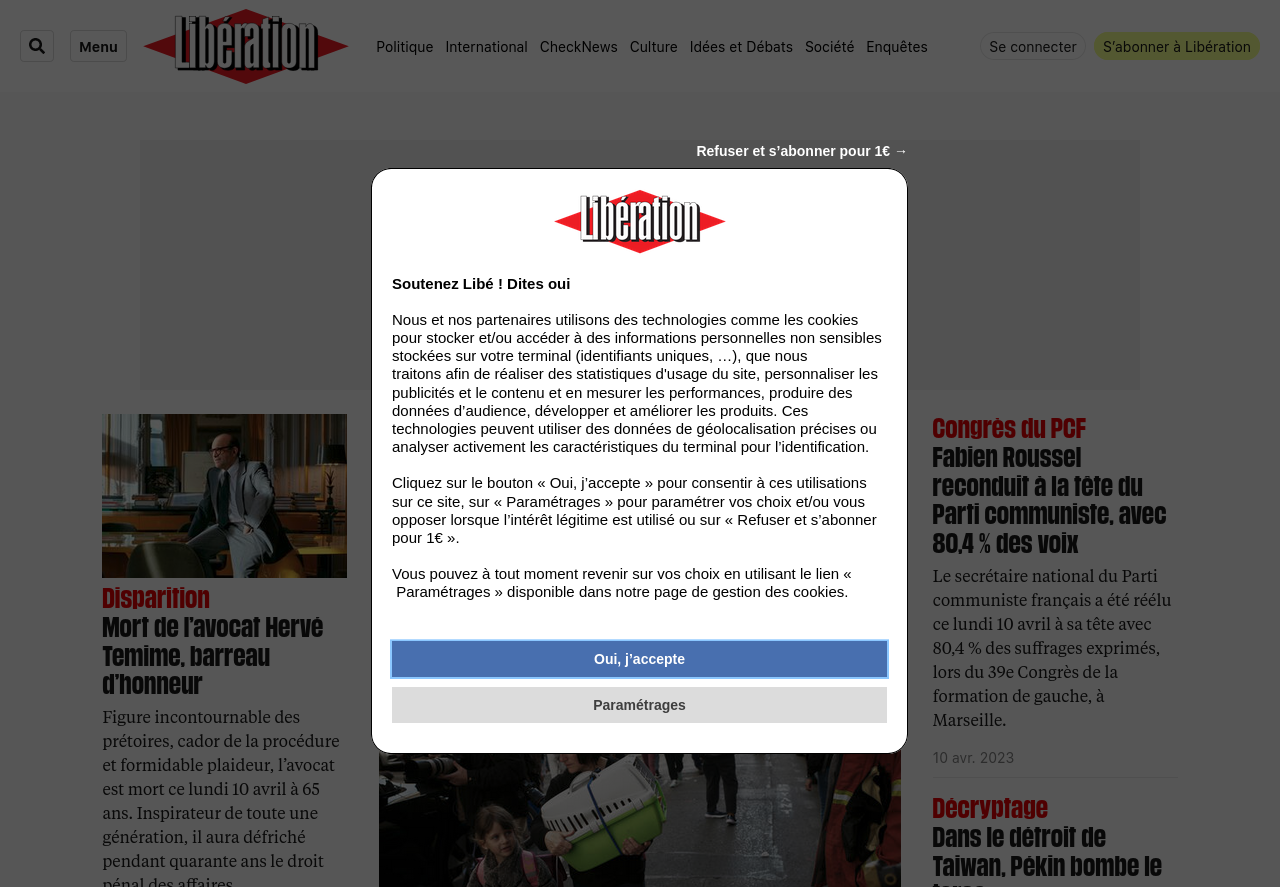 Menu
Libération
Politique International CheckNews Culture Idées et Débats Société Enquêtes
Se connecter
S’abonner à Libération
Refuser et s’abonner pour 1€ →
Libération
Soutenez Libé ! Dites oui
Nous et nos partenaires utilisons des technologies comme les cookies
pour stocker et/ou accéder à des informations personnelles non sensibles
stockées sur votre terminal (identifiants uniques, …), que nous
traitons afin de réaliser des statistiques d'usage du site, personnaliser les
publicités et le contenu et en mesurer les performances, produire des
données d’audience, développer et améliorer les produits. Ces
technologies peuvent utiliser des données de géolocalisation précises ou
analyser activement les caractéristiques du terminal pour l’identification.
Cliquez sur le bouton « Oui, j’accepte » pour consentir à ces utilisations
sur ce site, sur « Paramétrages » pour paramétrer vos choix et/ou vous
opposer lorsque l’intérêt légitime est utilisé ou sur « Refuser et s’abonner
pour 1€ ».
Vous pouvez à tout moment revenir sur vos choix en utilisant le lien «
Paramétrages » disponible dans notre page de gestion des cookies.
Oui, j’accepte
Paramétrages
Disparition
Mort de l’avocat Hervé
Temime, barreau
d’honneur
Figure incontournable des
prétoires, cador de la procédure
et formidable plaideur, l’avocat
est mort ce lundi 10 avril à 65
ans. Inspirateur de toute une
génération, il aura défriché
pendant quarante ans le droit
pénal des affaires
Congrès du PCF
Fabien Roussel
reconduit à la tête du
Parti communiste, avec
80,4 % des voix
Le secrétaire national du Parti
communiste français a été réélu
ce lundi 10 avril à sa tête avec
80,4 % des suffrages exprimés,
lors du 39e Congrès de la
formation de gauche, à
Marseille.
10 avr. 2023
Décryptage
Dans le détroit de
Taiwan, Pékin bombe le